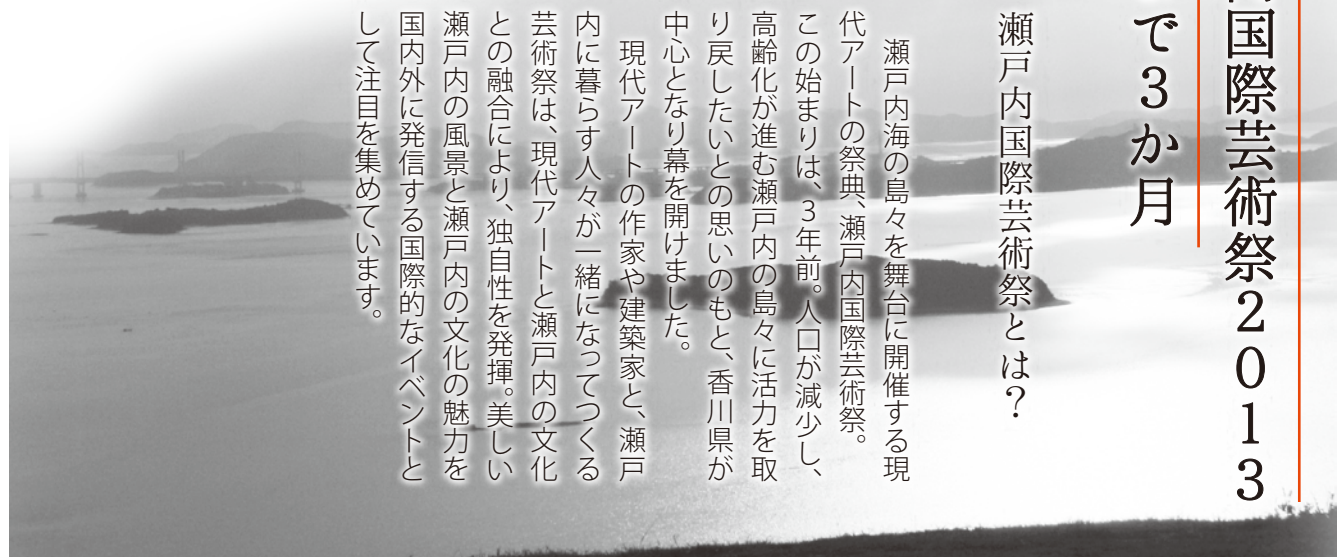 国際芸術祭2013
で3か月
瀬戸内国際芸術祭とは？
瀬戸内海の島々を舞台に開催する現
代アートの祭典、瀬戸内国際芸術祭。
この始まりは、3年前。人口が減少し、
高齢化が進む瀬戸内の島々に活力を取
り戻したいとの思いのもと、香川県が
中心となり幕を開けました。
現代アートの作家や建築家と、瀬戸
内に暮らす人々が一緒になってつくる
芸術祭は、現代アートと瀬戸内の文化
との融合により、独自性を発揮。美しい
瀬戸内の風景と瀬戸内の文化の魅力を
国内外に発信する国際的なイベントと
して注目を集めています。